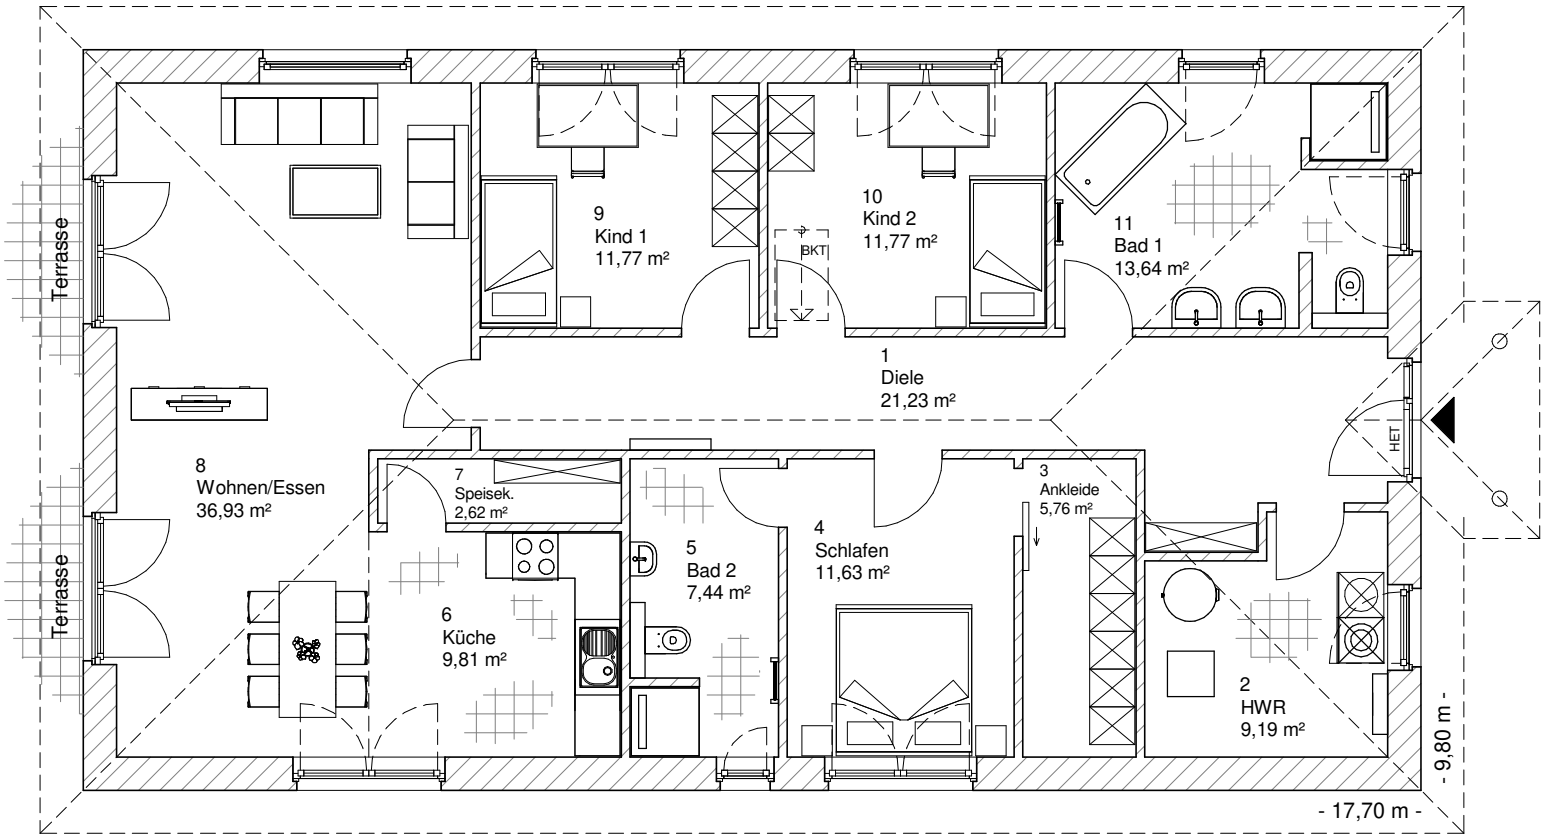 Terrasse
9
Kind 1
11,77 m²
10
Kind 2
11,77 m²
BKT
11
Bad 1
13,64 m²
1
Diele
21,23 m²
HET
8
Wohnen/Essen
36,93 m²
7
Speisek.
2,62 m²
3
Ankleide
5,76 m²
4
Schlafen
11,63 m²
5
Bad 2
7,44 m²
Terrasse
6
Küche
9,81 m²
2
HWR
9,19 m²
- 9,80 m -
- 17,70 m -